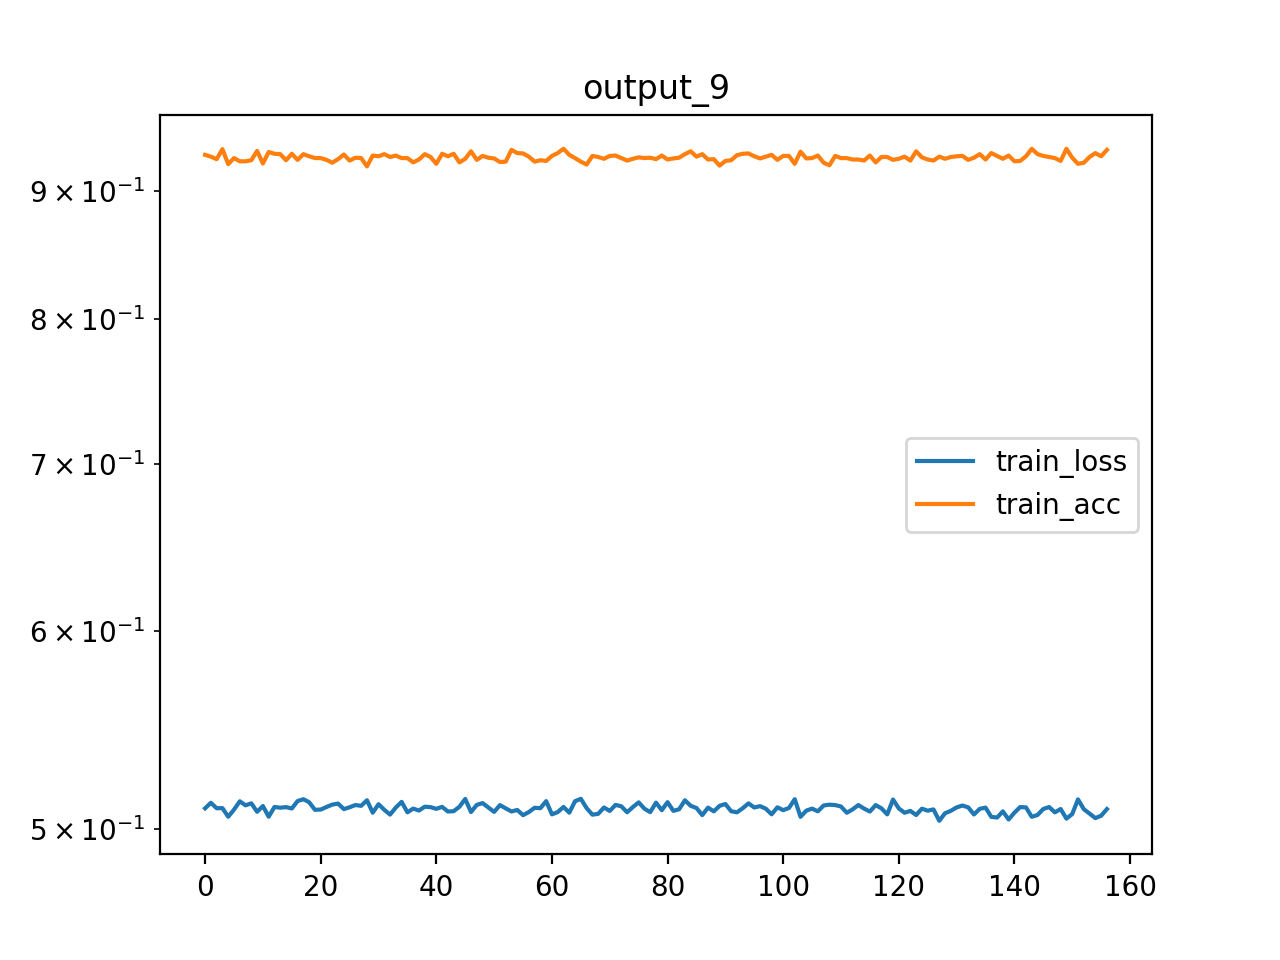 output_9
9 × 10⁻¹
8 × 10⁻¹
7 × 10⁻¹
6 × 10⁻¹
5 × 10⁻¹
train_loss
train_acc
0 20 40 60 80 100 120 140 160